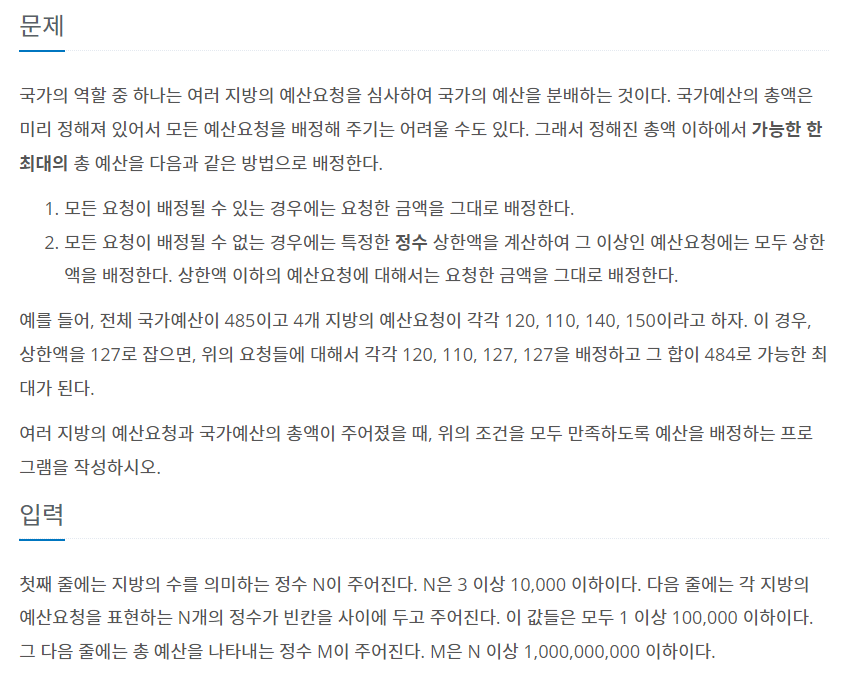 문제
국가의 역할 중 하나는 여러 지방의 예산요청을 심사하여 국가의 예산을 분배하는 것이다. 국가예산의 총액은
미리 정해져 있어서 모든 예산요청을 배정해 주기는 어려울 수도 있다. 그래서 정해진 총액 이하에서 가능한 한
최대의 총 예산을 다음과 같은 방법으로 배정한다.
1. 모든 요청이 배정될 수 있는 경우에는 요청한 금액을 그대로 배정한다.
2. 모든 요청이 배정될 수 없는 경우에는 특정한 정수 상한액을 계산하여 그 이상인 예산요청에는 모두 상한
액을 배정한다. 상한액 이하의 예산요청에 대해서는 요청한 금액을 그대로 배정한다.
예를 들어, 전체 국가예산이 485이고 4개 지방의 예산요청이 각각 120, 110, 140, 150이라고 하자. 이 경우,
상한액을 127로 잡으면, 위의 요청들에 대해서 각각 120, 110, 127, 127을 배정하고 그 합이 484로 가능한 최
대가 된다.
여러 지방의 예산요청과 국가예산의 총액이 주어졌을 때, 위의 조건을 모두 만족하도록 예산을 배정하는 프로
그램을 작성하시오.
입력
첫째 줄에는 지방의 수를 의미하는 정수 N이 주어진다. N은 3 이상 10,000 이하이다. 다음 줄에는 각 지방의
예산요청을 표현하는 N개의 정수가 빈칸을 사이에 두고 주어진다. 이 값들은 모두 1 이상 100,000 이하이다.
그 다음 줄에는 총 예산을 나타내는 정수 M이 주어진다. M은 N 이상 1,000,000,000 이하이다.